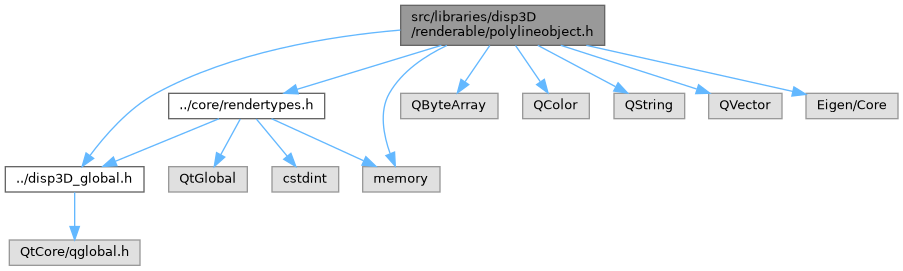 src/libraries/disp3D
/renderable/polylineobject.h
../core/rendertypes.h
QByteArray
QColor
QString
QVector
Eigen/Core
../disp3D_global.h
QtGlobal
cstdint
memory
QtCore/qglobal.h